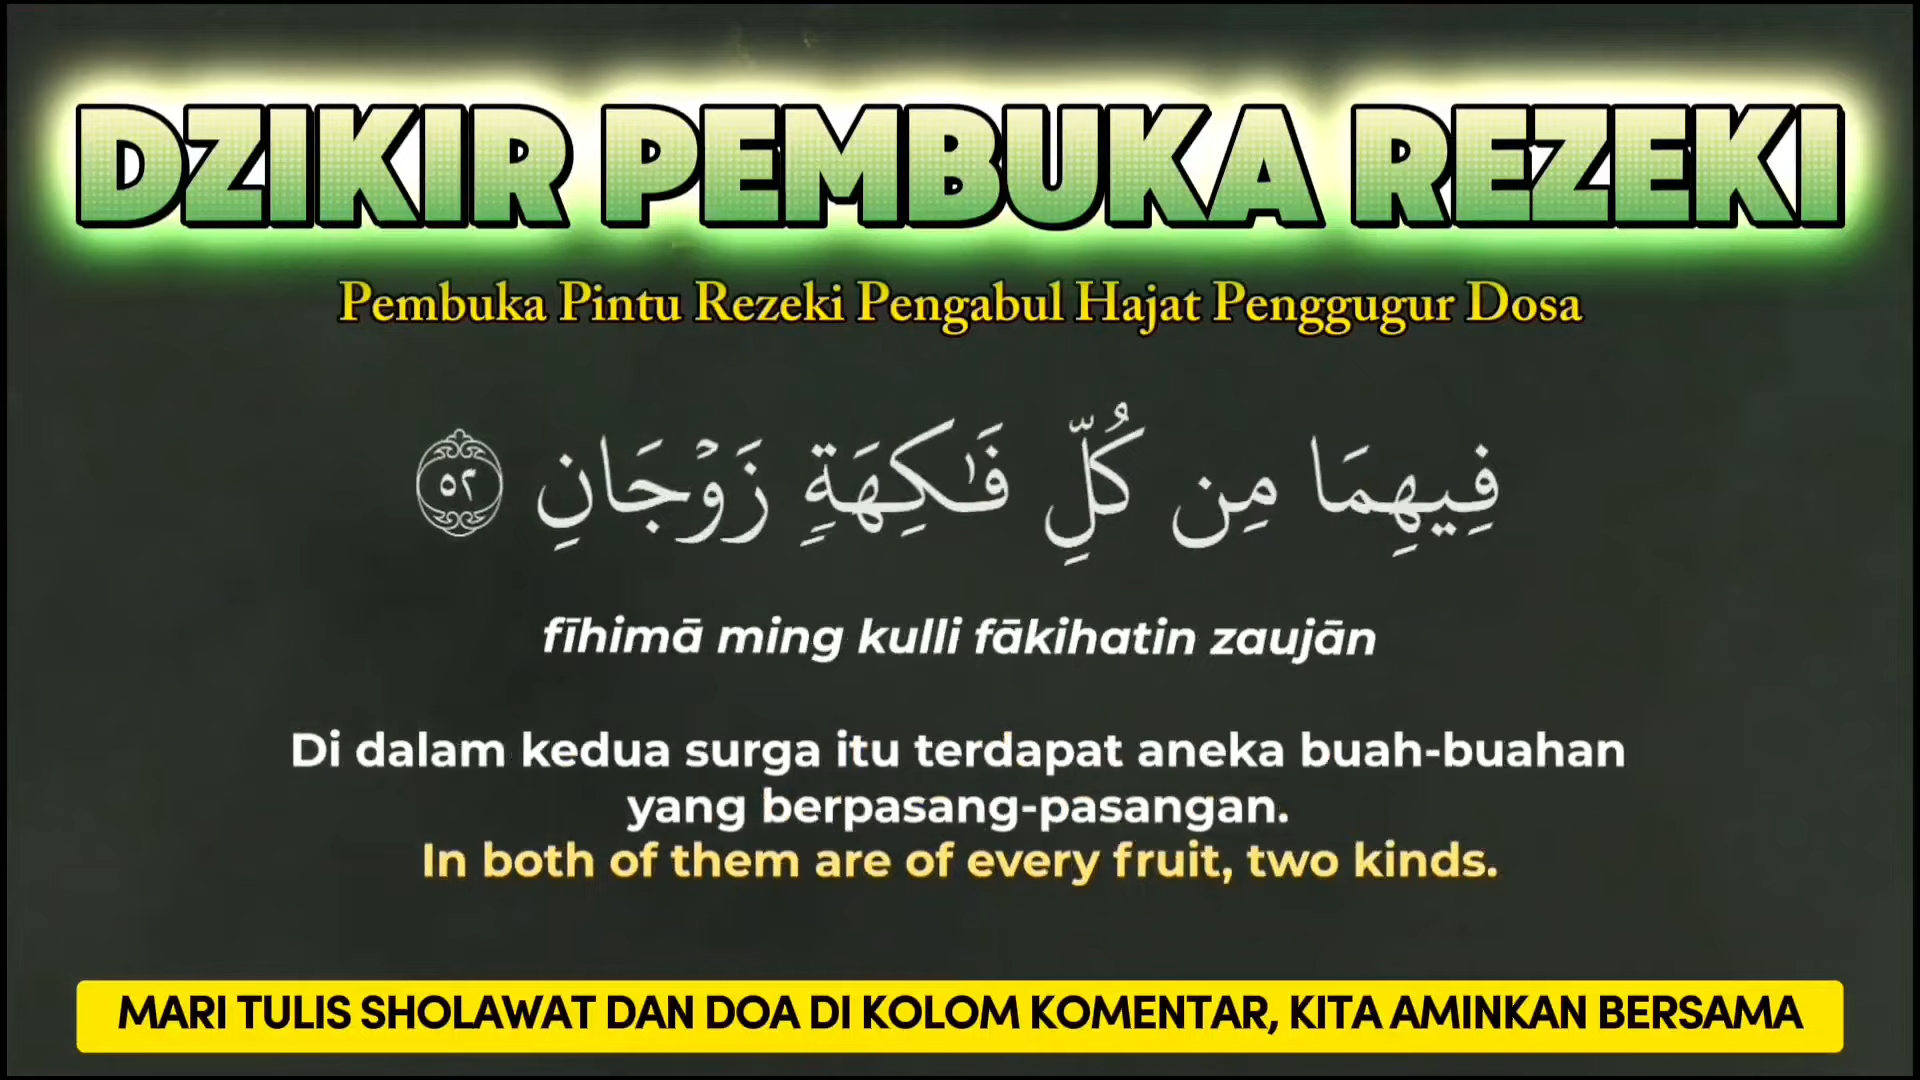 DZIKIR PEMBUKA REZEKI
Pembuka Pintu Rezeki Pengabul Hajat Penggugur Dosa
فِيهِمَا مِن كُلِّ فَـٰكِهَةٍ زَوْجَانِ ٥٢
fīhimā ming kulli fākihatin zaujān
Di dalam kedua surga itu terdapat aneka buah-buahan
yang berpasang-pasangan.
In both of them are of every fruit, two kinds.
MARI TULIS SHOLAWAT DAN DOA DI KOLOM KOMENTAR, KITA AMINKAN BERSAMA